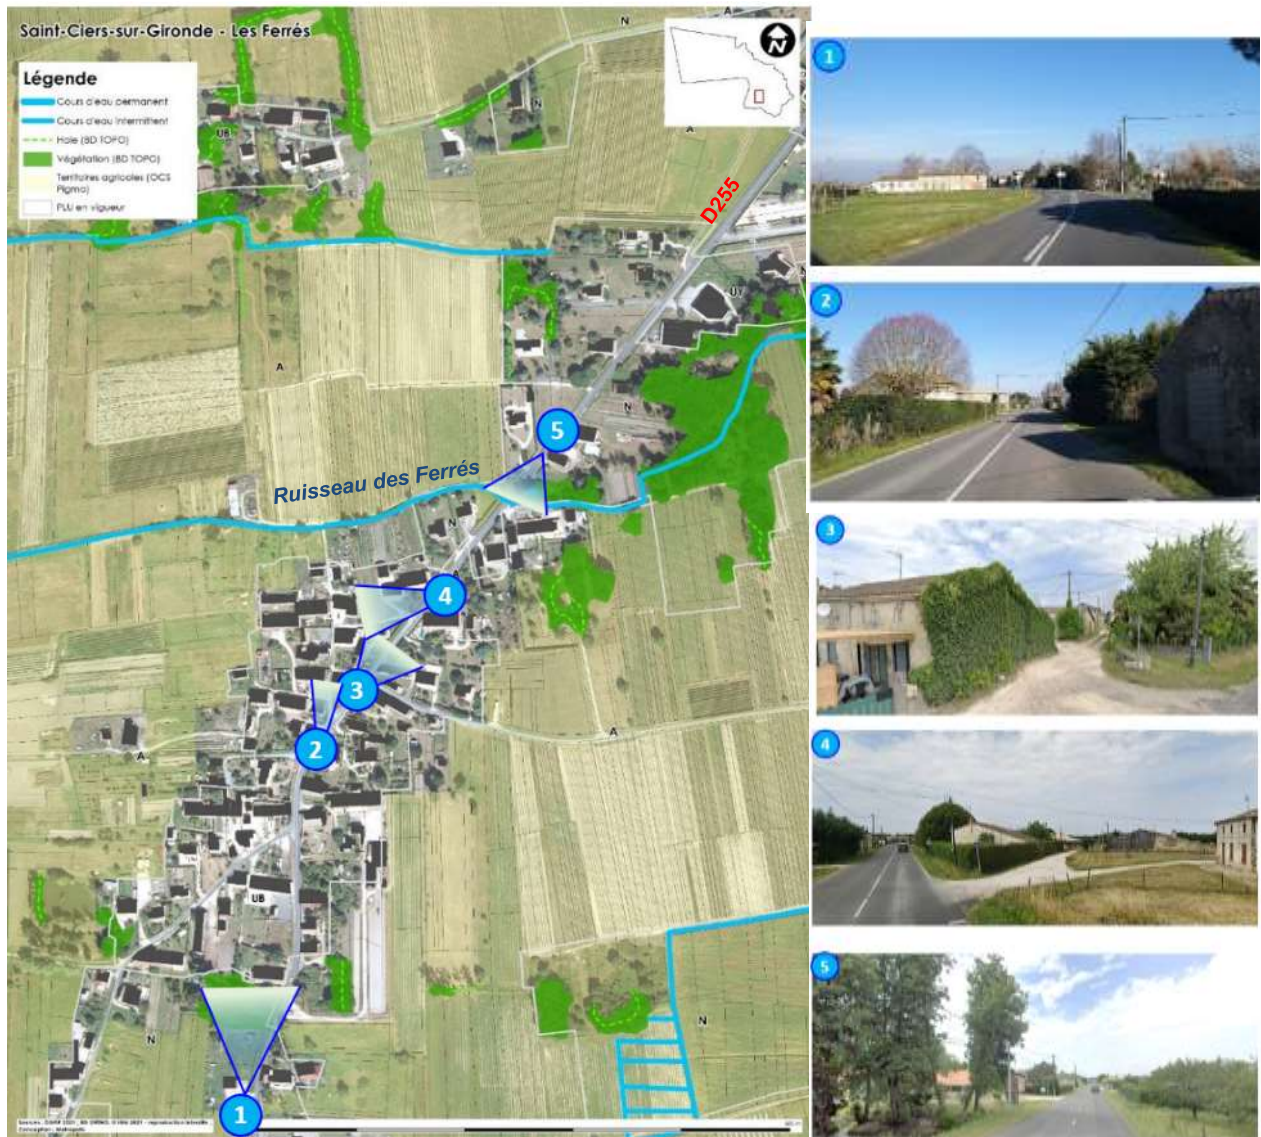 Saint-Ciers-sur-Gironde - Les Ferrés
N
A
N
Légende
Cours d'eau permanent
Cours d'eau intermittent
Haie (BD TOPO)
Végétation (BD TOPO)
Territoires agricoles (OCS
Pigma)
PLU en vigueur
UB
N
A
D255
N
UY
A
N
5
Ruisseau des Ferrés
N
A
4
3
2
A
A
UB
N
N
1
1
2
3
4
5